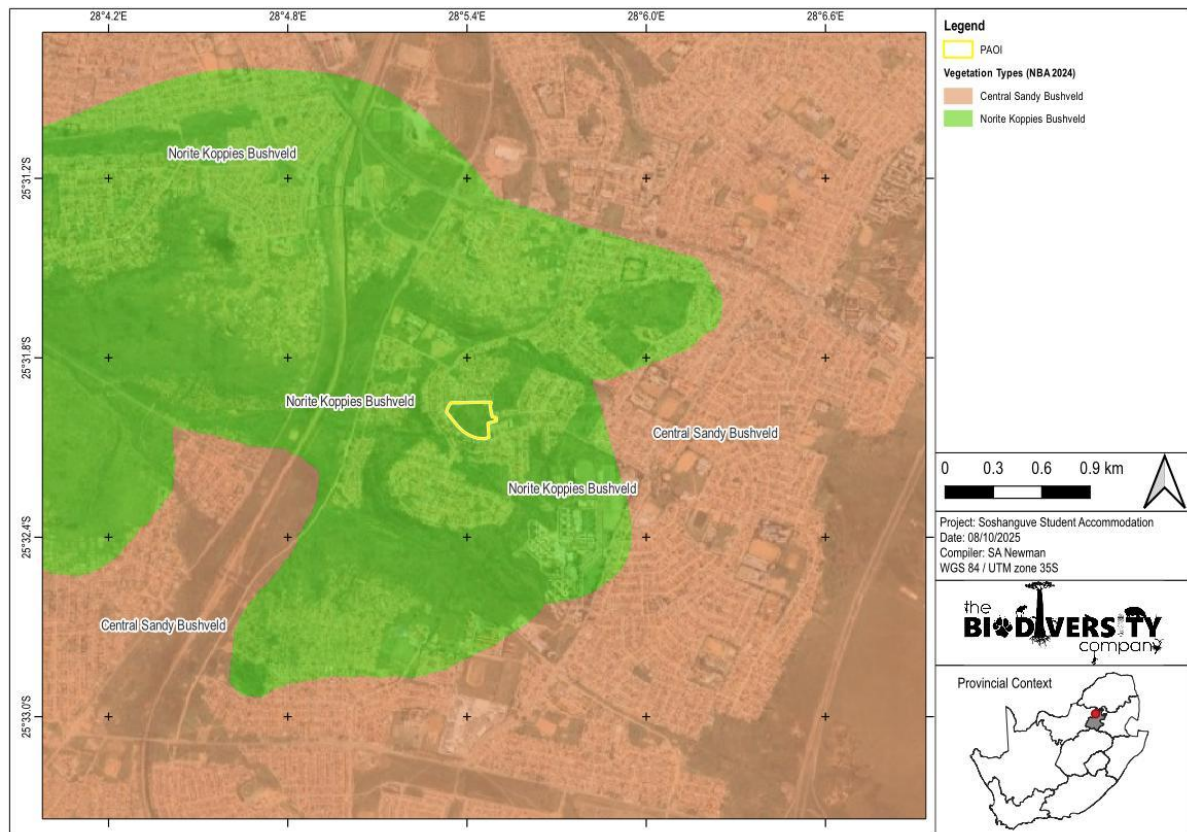 28°4.2'E 28°4.8'E 28°5.4'E 28°6.0'E 28°6.6'E
25°31.2'S
25°31.8'S
25°32.4'S
25°33.0'S
Norite Koppies Bushveld
Norite Koppies Bushveld
Central Sandy Bushveld
Norite Koppies Bushveld
Central Sandy Bushveld
Legend
PAOI
Vegetation Types (NBA 2024)
Central Sandy Bushveld
Norite Koppies Bushveld
0 0.3 0.6 0.9 km
Project: Soshanguve Student Accommodation
Date: 08/10/2025
Compiler: SA Newman
WGS 84 / UTM zone 35S
the
BIODIVERSITY
company
Provincial Context